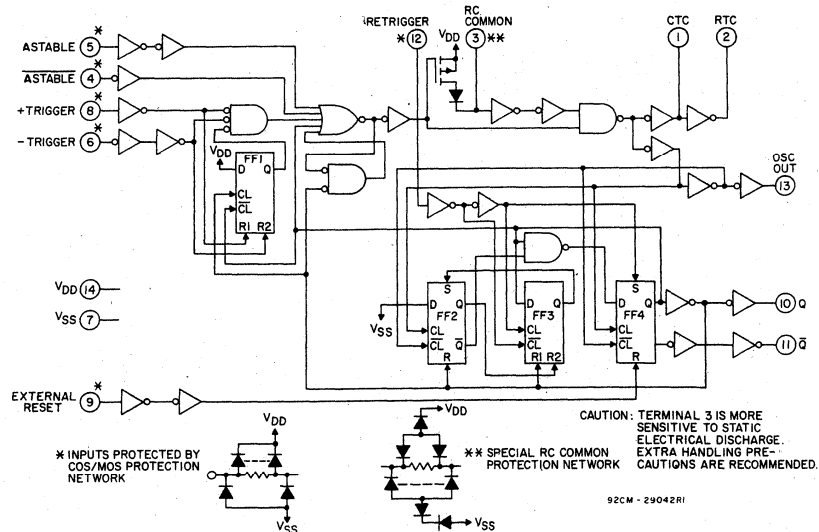 ASTABLE 5 *
ASTABLE 4 *
+TRIGGER 8 *
-TRIGGER 6 *
RETRIGGER
* 12
RC
COMMON
3 **
VDD
CTC
1
RTC
2
OSC
OUT
13
VDD
FF1
D Q
CL
CL
R1 R2
VDD 14
VSS 7
VSS
S
D Q
FF2
CL
CL Q
R
D Q
FF3
CL
CL
R1 R2
S
D Q
FF4
CL
CL
R
10 Q
11 Q
EXTERNAL
RESET 9 *
* INPUTS PROTECTED BY
COS/MOS PROTECTION
NETWORK
VDD
VSS
VDD
VSS
** SPECIAL RC COMMON
PROTECTION NETWORK
CAUTION: TERMINAL 3 IS MORE
SENSITIVE TO STATIC
ELECTRICAL DISCHARGE.
EXTRA HANDLING PRE-
CAUTIONS ARE RECOMMENDED.
92CM-29042R1